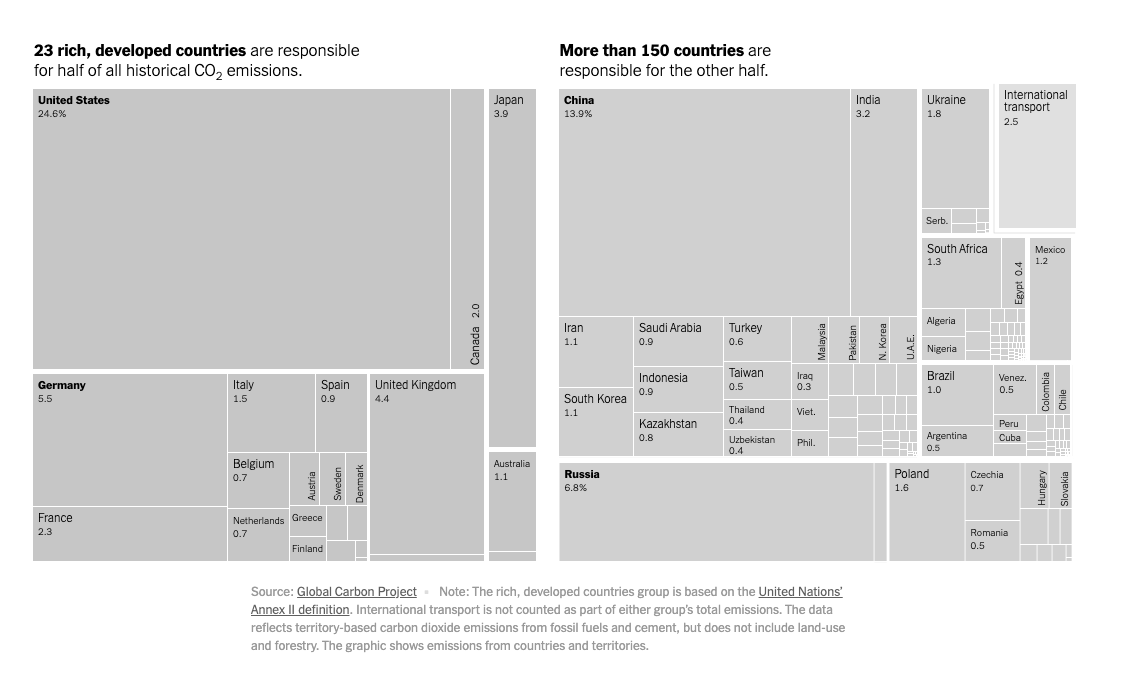 23 rich, developed countries are responsible
for half of all historical CO2 emissions.
United States
24.6%
Canada 2.0
Japan
3.9
Germany
5.5
Italy
1.5
Spain
0.9
United Kingdom
4.4
Belgium
0.7
Austria
Sweden
Denmark
Australia
1.1
France
2.3
Netherlands
0.7
Greece
Finland
More than 150 countries are
responsible for the other half.
China
13.9%
India
3.2
Ukraine
1.8
International
transport
2.5
Serb.
South Africa
1.3
Egypt 0.4
Mexico
1.2
Algeria
Nigeria
Iran
1.1
Saudi Arabia
0.9
Turkey
0.6
Malaysia
Pakistan
N. Korea
U.A.E.
South Korea
1.1
Indonesia
0.9
Taiwan
0.5
Iraq
0.3
Kazakhstan
0.8
Thailand
0.4
Viet.
Uzbekistan
0.4
Phil.
Brazil
1.0
Venez.
0.5
Colombia
Chile
Peru
Cuba
Argentina
0.5
Russia
6.8%
Poland
1.6
Czechia
0.7
Hungary
Slovakia
Romania
0.5
Source: Global Carbon Project • Note: The rich, developed countries group is based on the United Nations’
Annex II definition. International transport is not counted as part of either group’s total emissions. The data
reflects territory-based carbon dioxide emissions from fossil fuels and cement, but does not include land-use
and forestry. The graphic shows emissions from countries and territories.